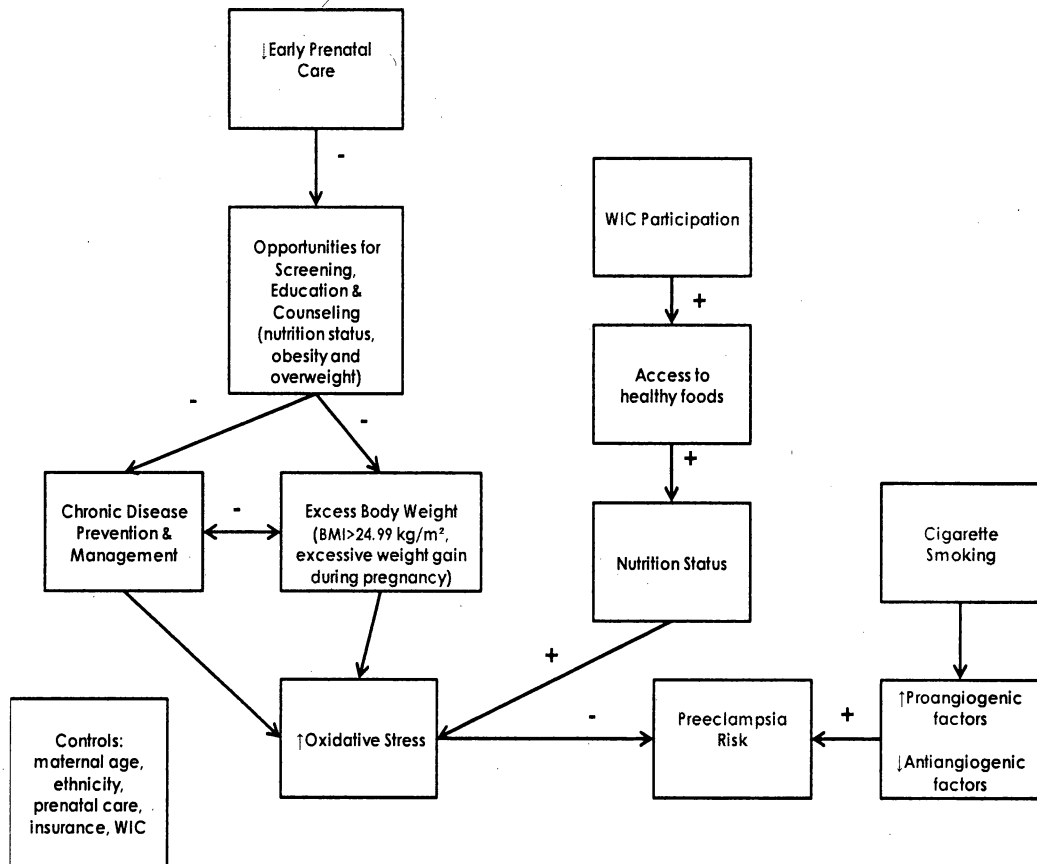 ↓Early Prenatal
Care
-
WIC Participation
Opportunities for
Screening,
Education &
Counseling
(nutrition status,
obesity and
overweight)
+
Access to
healthy foods
-
-
+
Chronic Disease
Prevention &
Management
-
Excess Body Weight
(BMI>24.99 kg/m²,
excessive weight gain
during pregnancy)
Nutrition Status
Cigarette
Smoking
+
Controls:
maternal age,
ethnicity,
prenatal care,
insurance, WIC
↑Oxidative Stress
-
Preeclampsia
Risk
+
↑Proangiogenic
factors
↓Antiangiogenic
factors